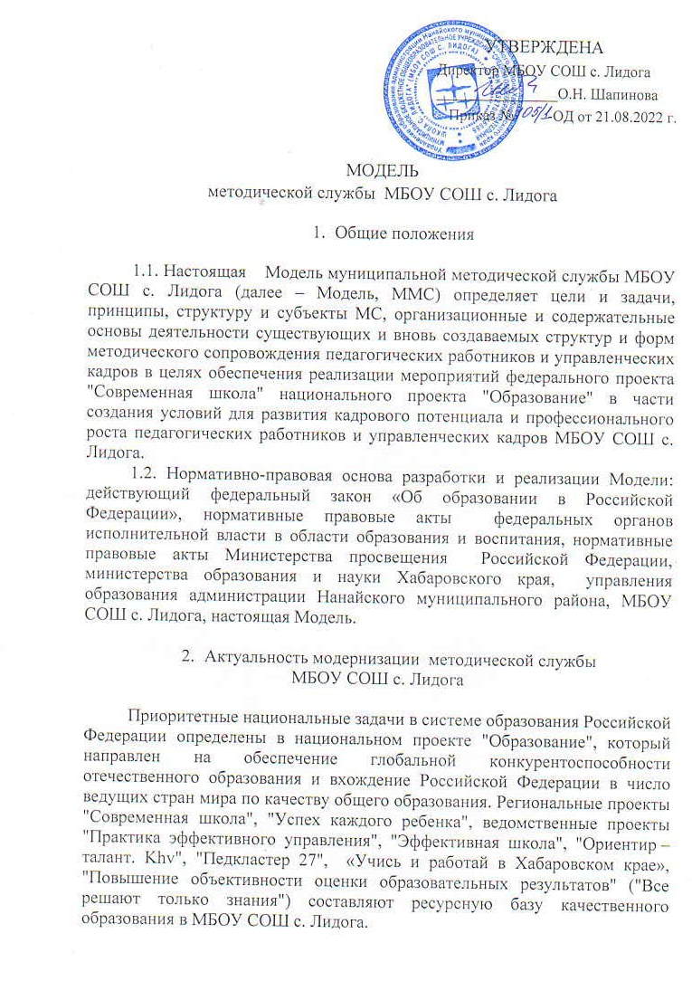 УТВЕРЖДЕНА
Директор МБОУ СОШ с. Лидога
О.Н. Шапинова
Приказ № 105/1-ОД от 21.08.2022 г.
МОДЕЛЬ
методической службы МБОУ СОШ с. Лидога
1. Общие положения
1.1. Настоящая Модель муниципальной методической службы МБОУ
СОШ с. Лидога (далее – Модель, ММС) определяет цели и задачи,
принципы, структуру и субъекты МС, организационные и содержательные
основы деятельности существующих и вновь создаваемых структур и форм
методического сопровождения педагогических работников и управленческих
кадров в целях обеспечения реализации мероприятий федерального проекта
"Современная школа" национального проекта "Образование" в части
создания условий для развития кадрового потенциала и профессионального
роста педагогических работников и управленческих кадров МБОУ СОШ с.
Лидога.
1.2. Нормативно-правовая основа разработки и реализации Модели:
действующий федеральный закон «Об образовании в Российской
Федерации», нормативные правовые акты федеральных органов
исполнительной власти в области образования и воспитания, нормативные
правовые акты Министерства просвещения Российской Федерации,
министерства образования и науки Хабаровского края, управления
образования администрации Нанайского муниципального района, МБОУ
СОШ с. Лидога, настоящая Модель.
2. Актуальность модернизации методической службы
МБОУ СОШ с. Лидога
Приоритетные национальные задачи в системе образования Российской
Федерации определены в национальном проекте "Образование", который
направлен на обеспечение глобальной конкурентоспособности
отечественного образования и вхождение Российской Федерации в число
ведущих стран мира по качеству общего образования. Региональные проекты
"Современная школа", "Успех каждого ребенка", ведомственные проекты
"Практика эффективного управления", "Эффективная школа", "Ориентир –
талант. Khv", "Педкластер 27", «Учись и работай в Хабаровском крае»,
"Повышение объективности оценки образовательных результатов" ("Все
решают только знания") составляют ресурсную базу качественного
образования в МБОУ СОШ с. Лидога.